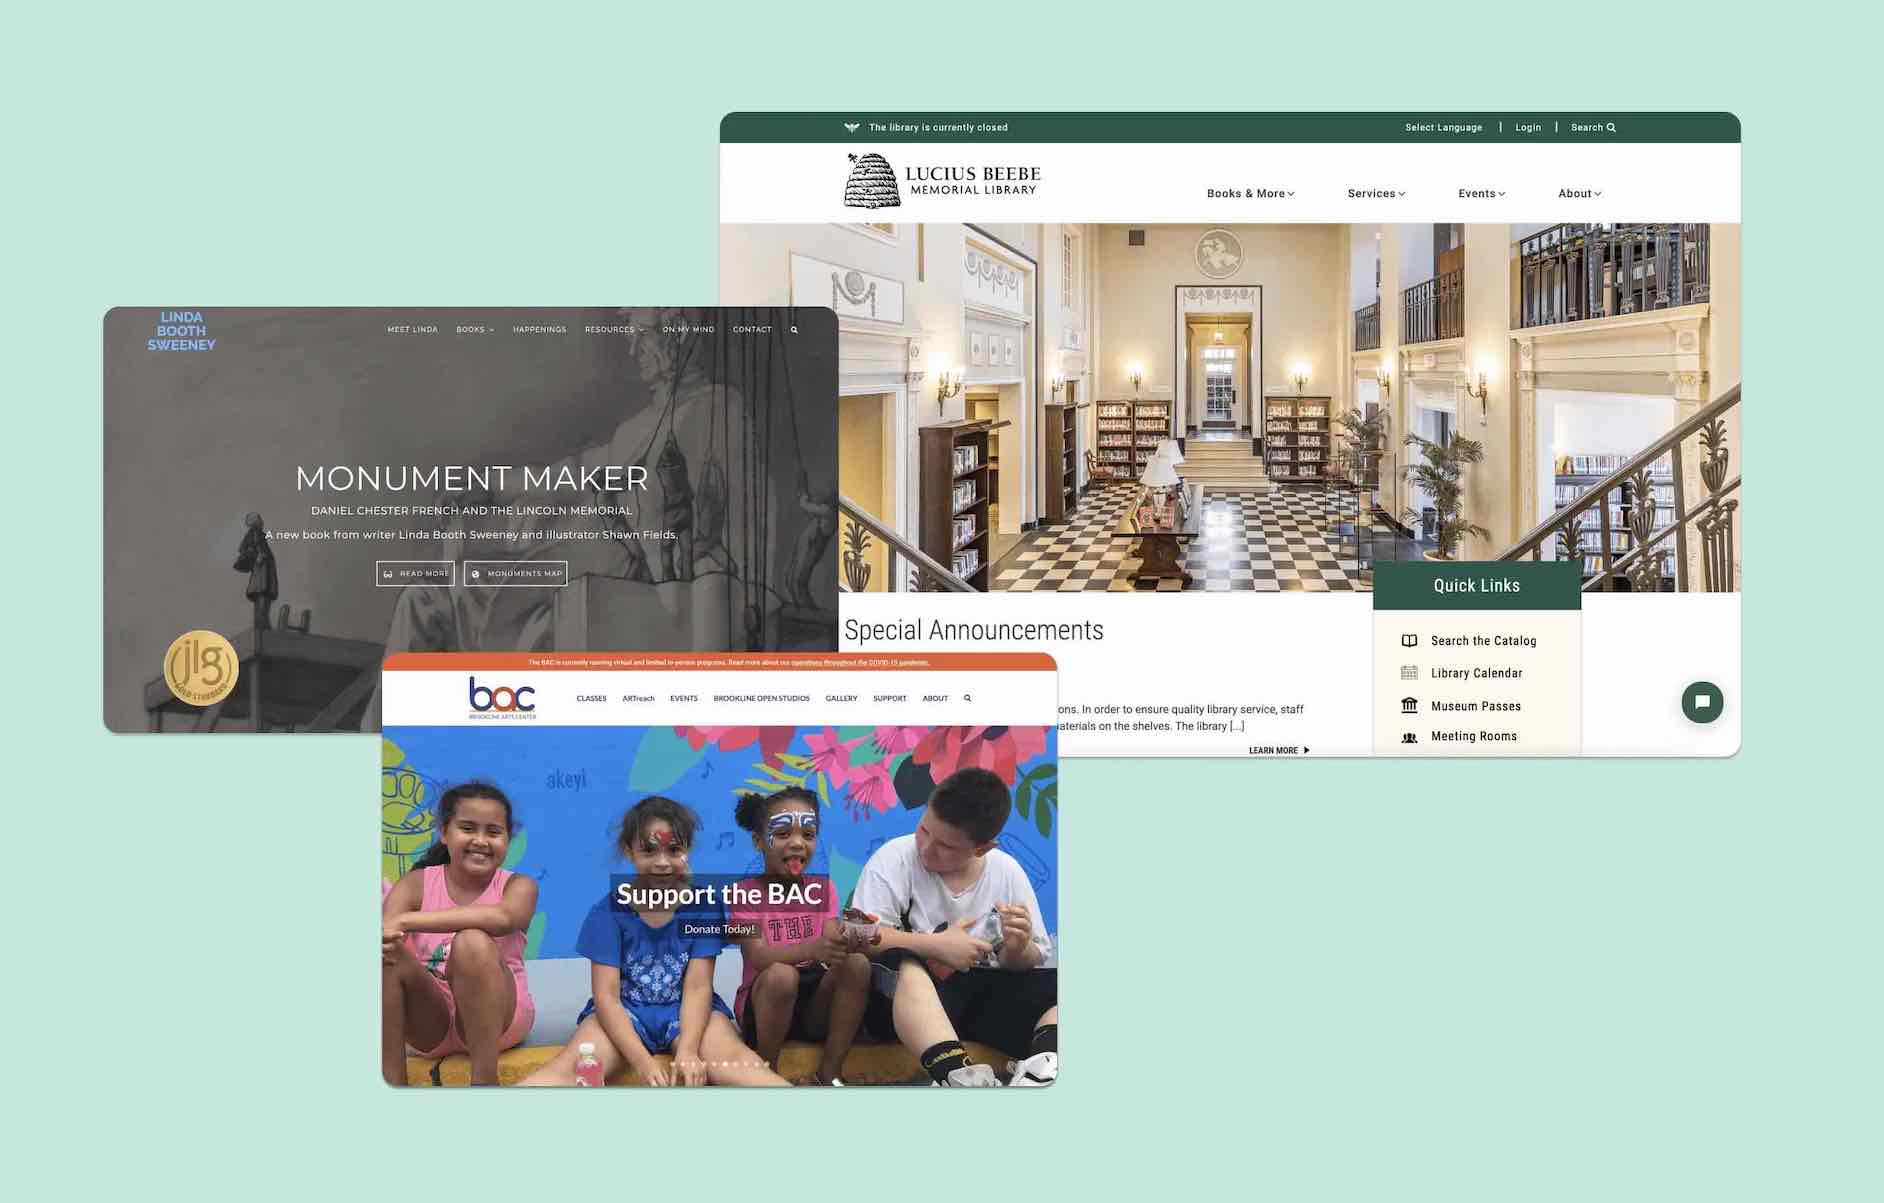 The library is currently closed
Select Language | Login | Search
LUCIUS BEEBE
MEMORIAL LIBRARY
Books & More
Services
Events
About
Special Announcements
ons. In order to ensure quality library service, staff
aterials on the shelves. The library [...]
LEARN MORE
Quick Links
Search the Catalog
Library Calendar
Museum Passes
Meeting Rooms
LINDA
BOOTH
SWEENEY
MEET LINDA
BOOKS
HAPPENINGS
RESOURCES
ON MY MIND
CONTACT
MONUMENT MAKER
DANIEL CHESTER FRENCH AND THE LINCOLN MEMORIAL
A new book from writer Linda Booth Sweeney and illustrator Shawn Fields.
READ MORE
MONUMENTS MAP
jlg
GOLD STANDARD
The BAC is currently running virtual and limited in-person programs. Read more about our operations throughout the COVID-19 pandemic.
bac
BROOKLINE ARTS CENTER
CLASSES
ARTreach
EVENTS
BROOKLINE OPEN STUDIOS
GALLERY
SUPPORT
ABOUT
akeyi
Support the BAC
Donate Today!
THE